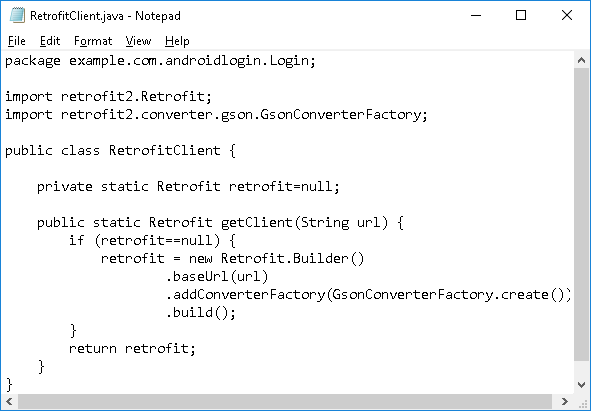 RetrofitClient.java - Notepad
File Edit Format View Help
package example.com.androidlogin.Login;

import retrofit2.Retrofit;
import retrofit2.converter.gson.GsonConverterFactory;

public class RetrofitClient {

    private static Retrofit retrofit=null;

    public static Retrofit getClient(String url) {
        if (retrofit==null) {
            retrofit = new Retrofit.Builder()
                    .baseUrl(url)
                    .addConverterFactory(GsonConverterFactory.create())
                    .build();
        }
        return retrofit;
    }
}